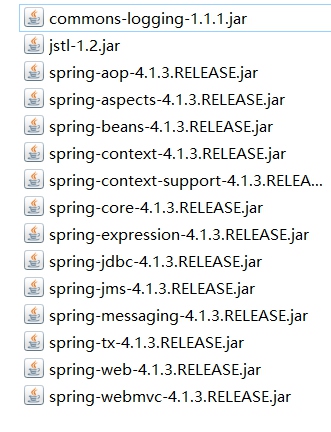 commons-logging-1.1.1.jar
jstl-1.2.jar
spring-aop-4.1.3.RELEASE.jar
spring-aspects-4.1.3.RELEASE.jar
spring-beans-4.1.3.RELEASE.jar
spring-context-4.1.3.RELEASE.jar
spring-context-support-4.1.3.RELEA...
spring-core-4.1.3.RELEASE.jar
spring-expression-4.1.3.RELEASE.jar
spring-jdbc-4.1.3.RELEASE.jar
spring-jms-4.1.3.RELEASE.jar
spring-messaging-4.1.3.RELEASE.jar
spring-tx-4.1.3.RELEASE.jar
spring-web-4.1.3.RELEASE.jar
spring-webmvc-4.1.3.RELEASE.jar